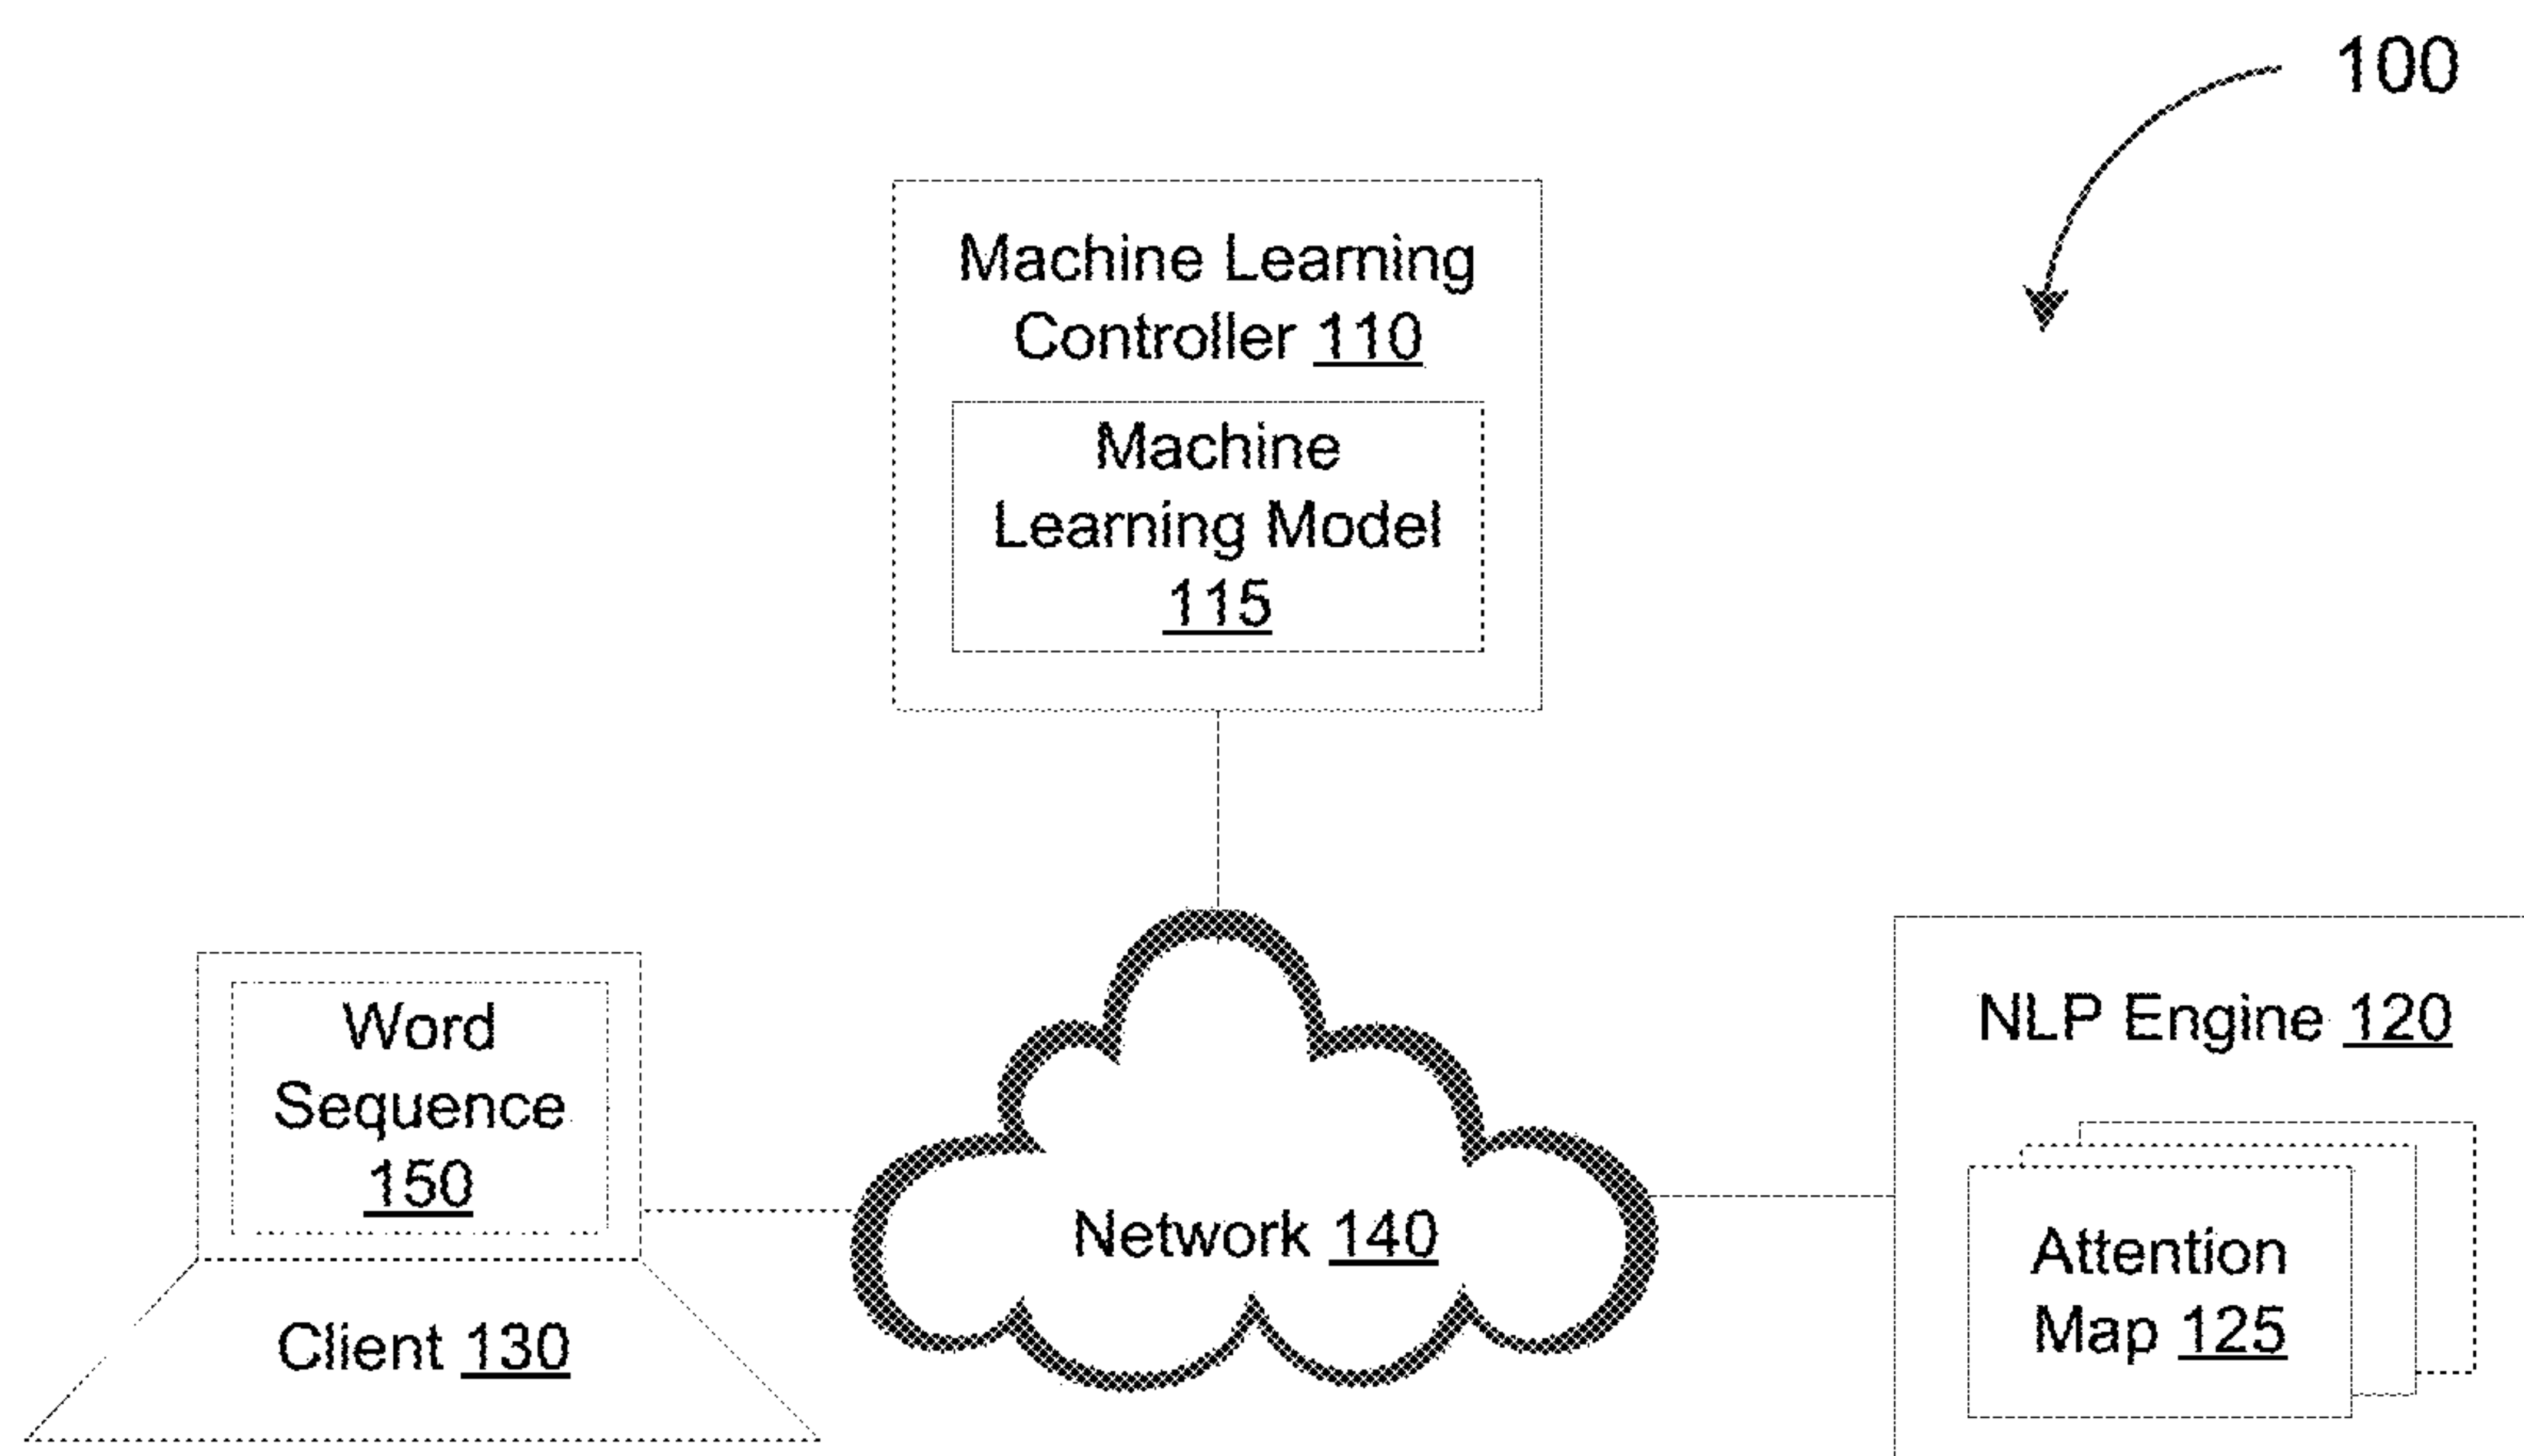 100
Machine Learning
Controller 110
Machine
Learning Model
115
Word
Sequence
150
Client 130
Network 140
NLP Engine 120
Attention
Map 125